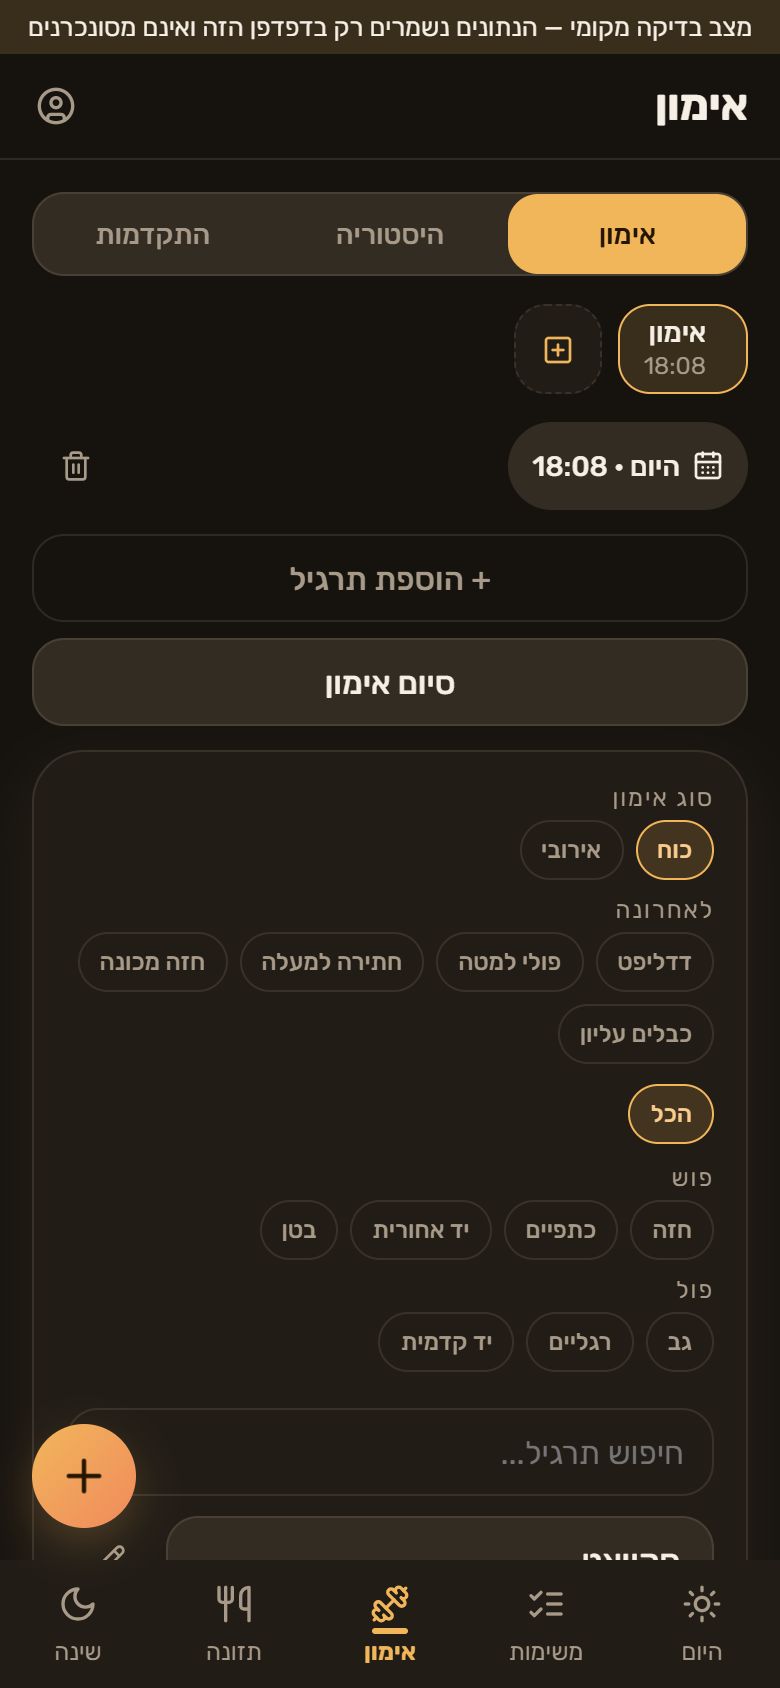 מצב בדיקה מקומי – הנתונים נשמרים רק בדפדפן הזה ואינם מסונכרנים
אימון
אימון היסטוריה התקדמות
אימון
18:08
היום • 18:08
+ הוספת תרגיל
סיום אימון
סוג אימון
כוח אירובי
לאחרונה
דדליפט פולי למטה חתירה למעלה חזה מכונה
כבלים עליון
הכל
פוש
חזה כתפיים יד אחורית בטן
פול
גב רגליים יד קדמית
חיפוש תרגיל...
היום משימות אימון תזונה שינה